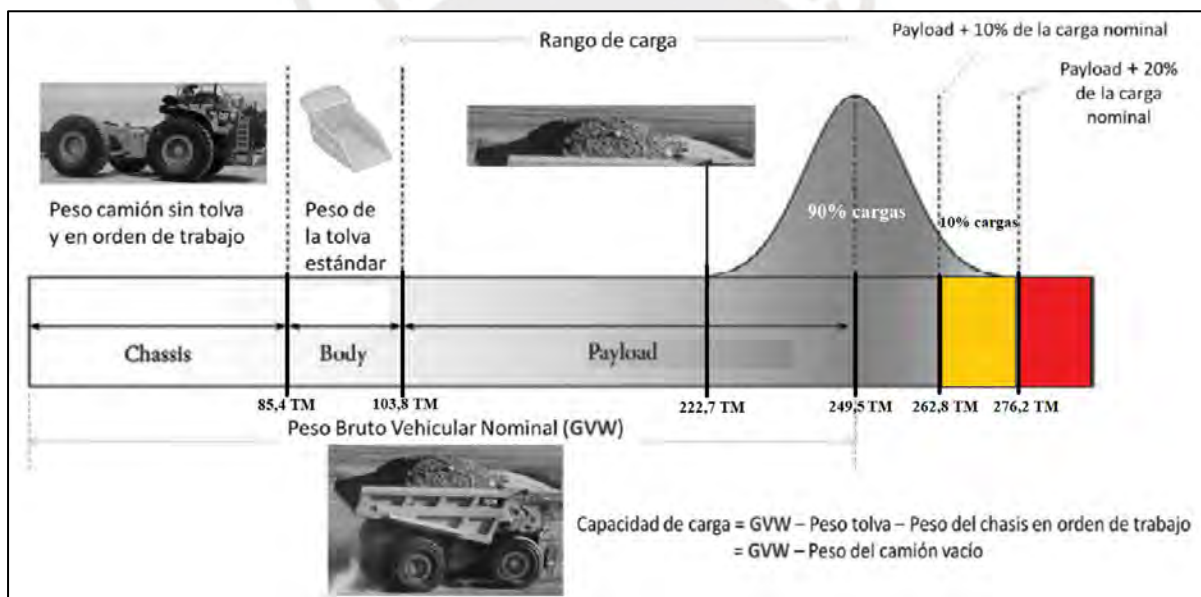 Rango de carga
Payload + 10% de la carga nominal
Payload + 20%
de la carga
nominal
Peso camión sin tolva
y en orden de trabajo
Peso de
la tolva
estándar
90% cargas
10% cargas
Chassis
Body
Payload
85,4 TM
103,8 TM
222,7 TM
249,5 TM
262,8 TM
276,2 TM
Peso Bruto Vehicular Nominal (GVW)
Capacidad de carga = GVW – Peso tolva – Peso del chasis en orden de trabajo
= GVW – Peso del camión vacío